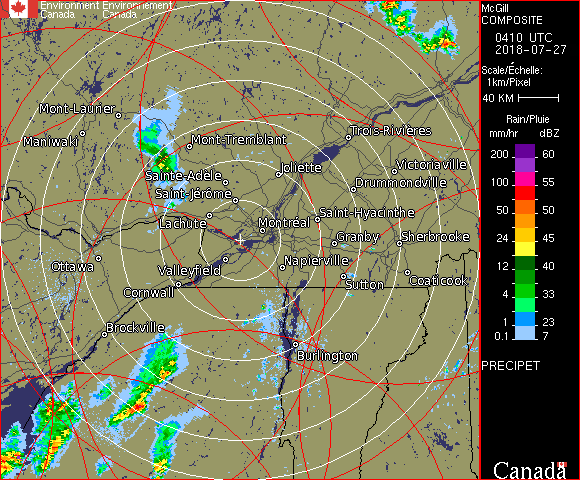 Environment Environnement
Canada Canada
McGill
COMPOSITE
0410 UTC
2018-07-27
Scale/Échelle:
1km/Pixel
40 KM
Rain/Pluie
mm/hr dBZ
200 60
100 55
50 50
24 45
12 40
4 33
1 23
0.1 7
PRECIPET
Canada
Mont-Laurier
Maniwaki
Mont-Tremblant
Trois-Rivières
Sainte-Adèle
Joliette
Victoriaville
Drummondville
Saint-Jérôme
Lachute
Saint-Hyacinthe
Montréal
Granby
Sherbrooke
Ottawa
Valleyfield
Napierville
Cornwall
Sutton
Coaticook
Brockville
Burlington